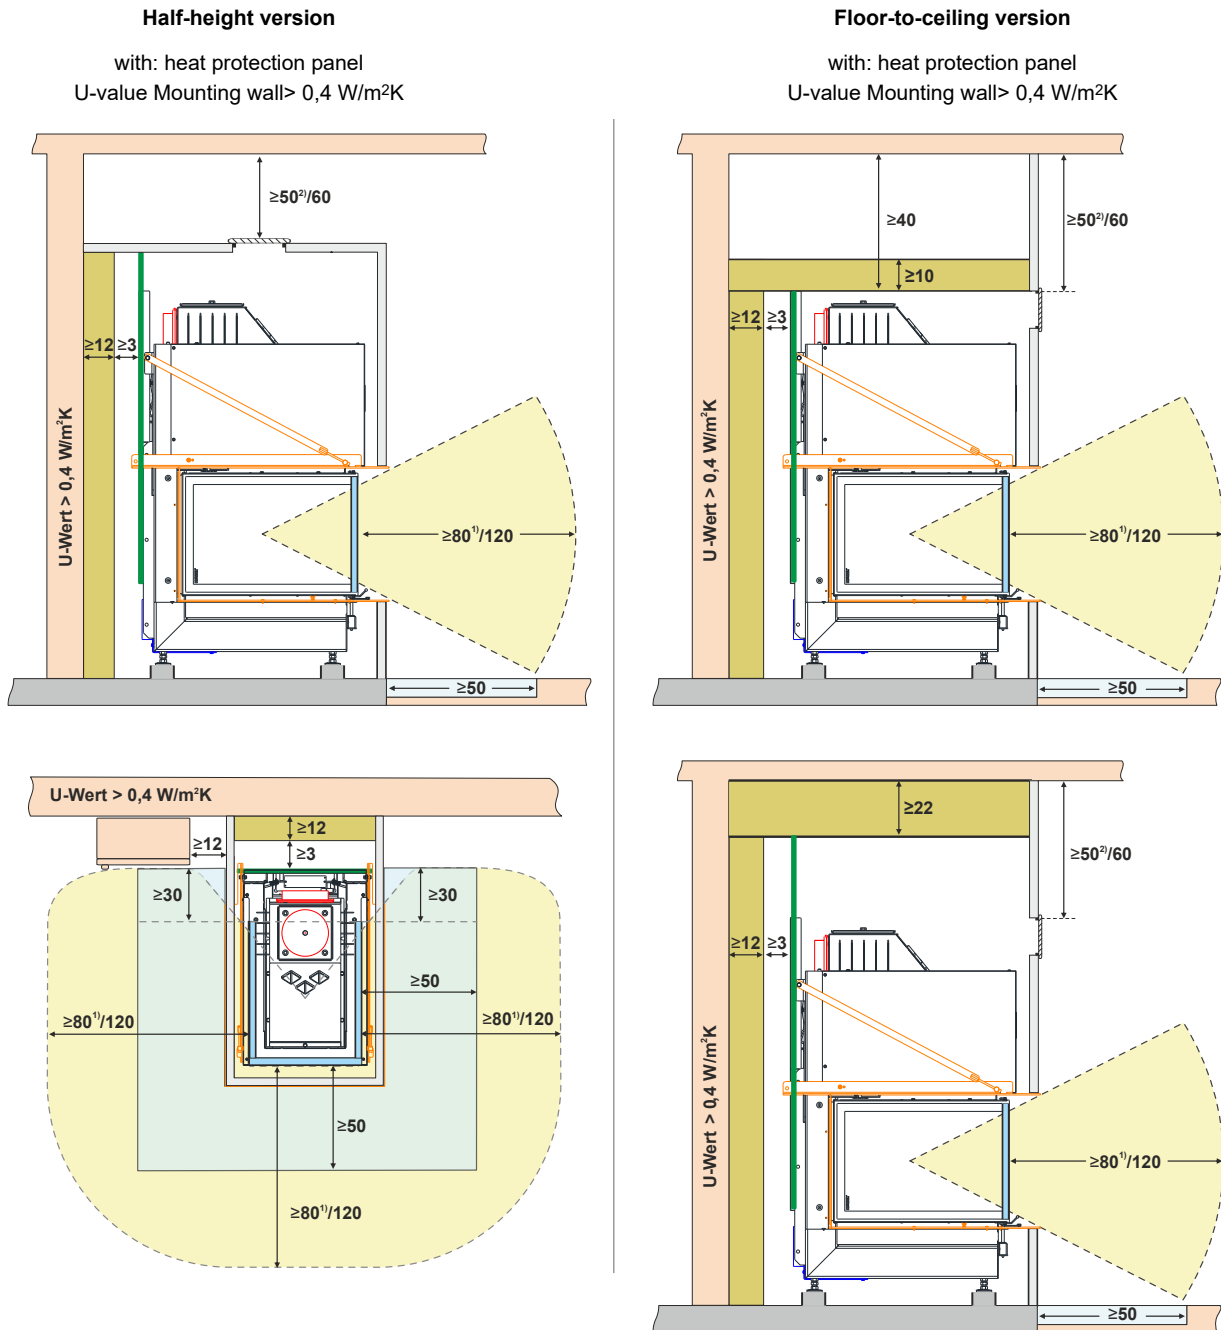 Half-height version
with: heat protection panel
U-value Mounting wall> 0,4 W/m²K
≥50²⁾/60
≥12
≥3
U-Wert > 0,4 W/m²K
≥80¹⁾/120
≥50
U-Wert > 0,4 W/m²K
≥12
≥12
≥3
≥30
≥30
≥50
≥80¹⁾/120
≥80¹⁾/120
≥50
≥80¹⁾/120
Floor-to-ceiling version
with: heat protection panel
U-value Mounting wall> 0,4 W/m²K
≥40
≥50²⁾/60
≥10
≥12
≥3
U-Wert > 0,4 W/m²K
≥80¹⁾/120
≥50
≥22
≥50²⁾/60
≥12
≥3
U-Wert > 0,4 W/m²K
≥80¹⁾/120
≥50